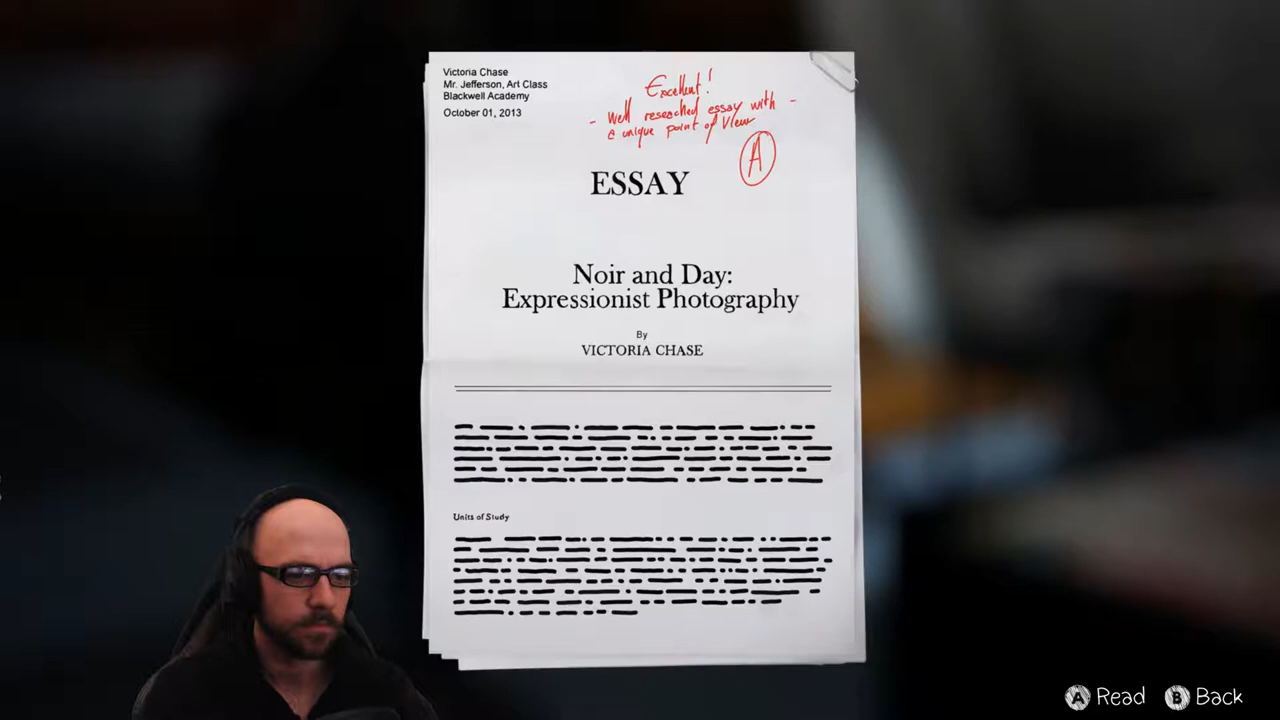 Victoria Chase
Mr. Jefferson, Art Class
Blackwell Academy
October 01, 2013
Excellent!
- Well reseached essay with -
a unique point of View
A
ESSAY
Noir and Day:
Expressionist Photography
By
VICTORIA CHASE
Units of Study
A Read B Back